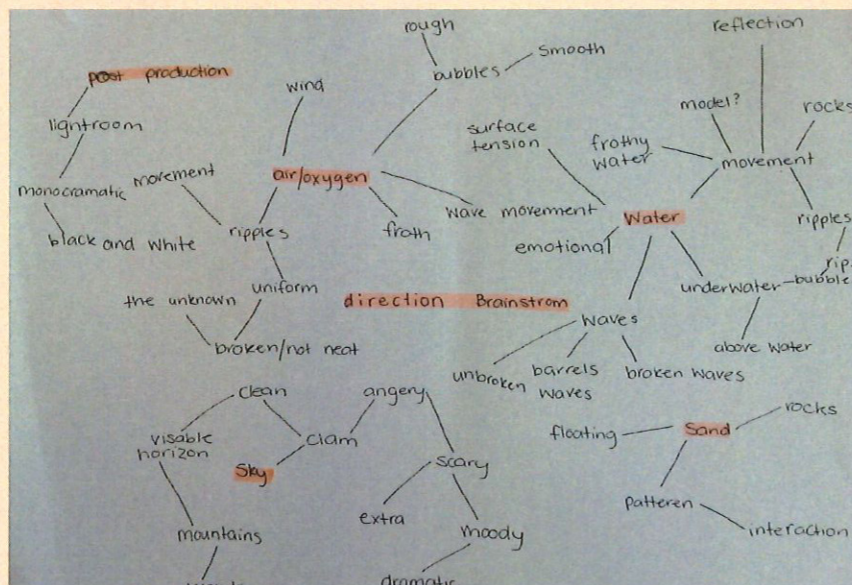 rough
reflection
smooth
post production
bubbles
wind
model?
rocks
lightroom
surface
tension
frothy
water
movement
air/oxygen
movement
monocramatic
wave movement
Water
ripples
black and white
ripples
froth
emotional
rip
the unknown
uniform
direction Brainstrom
underwater
bubble
waves
broken/not neat
above water
unbroken
barrels
waves
broken waves
clean
angery
rocks
visable
horizon
clam
floating
Sand
Sky
scary
extra
patteren
mountains
moody
interaction
dramatic